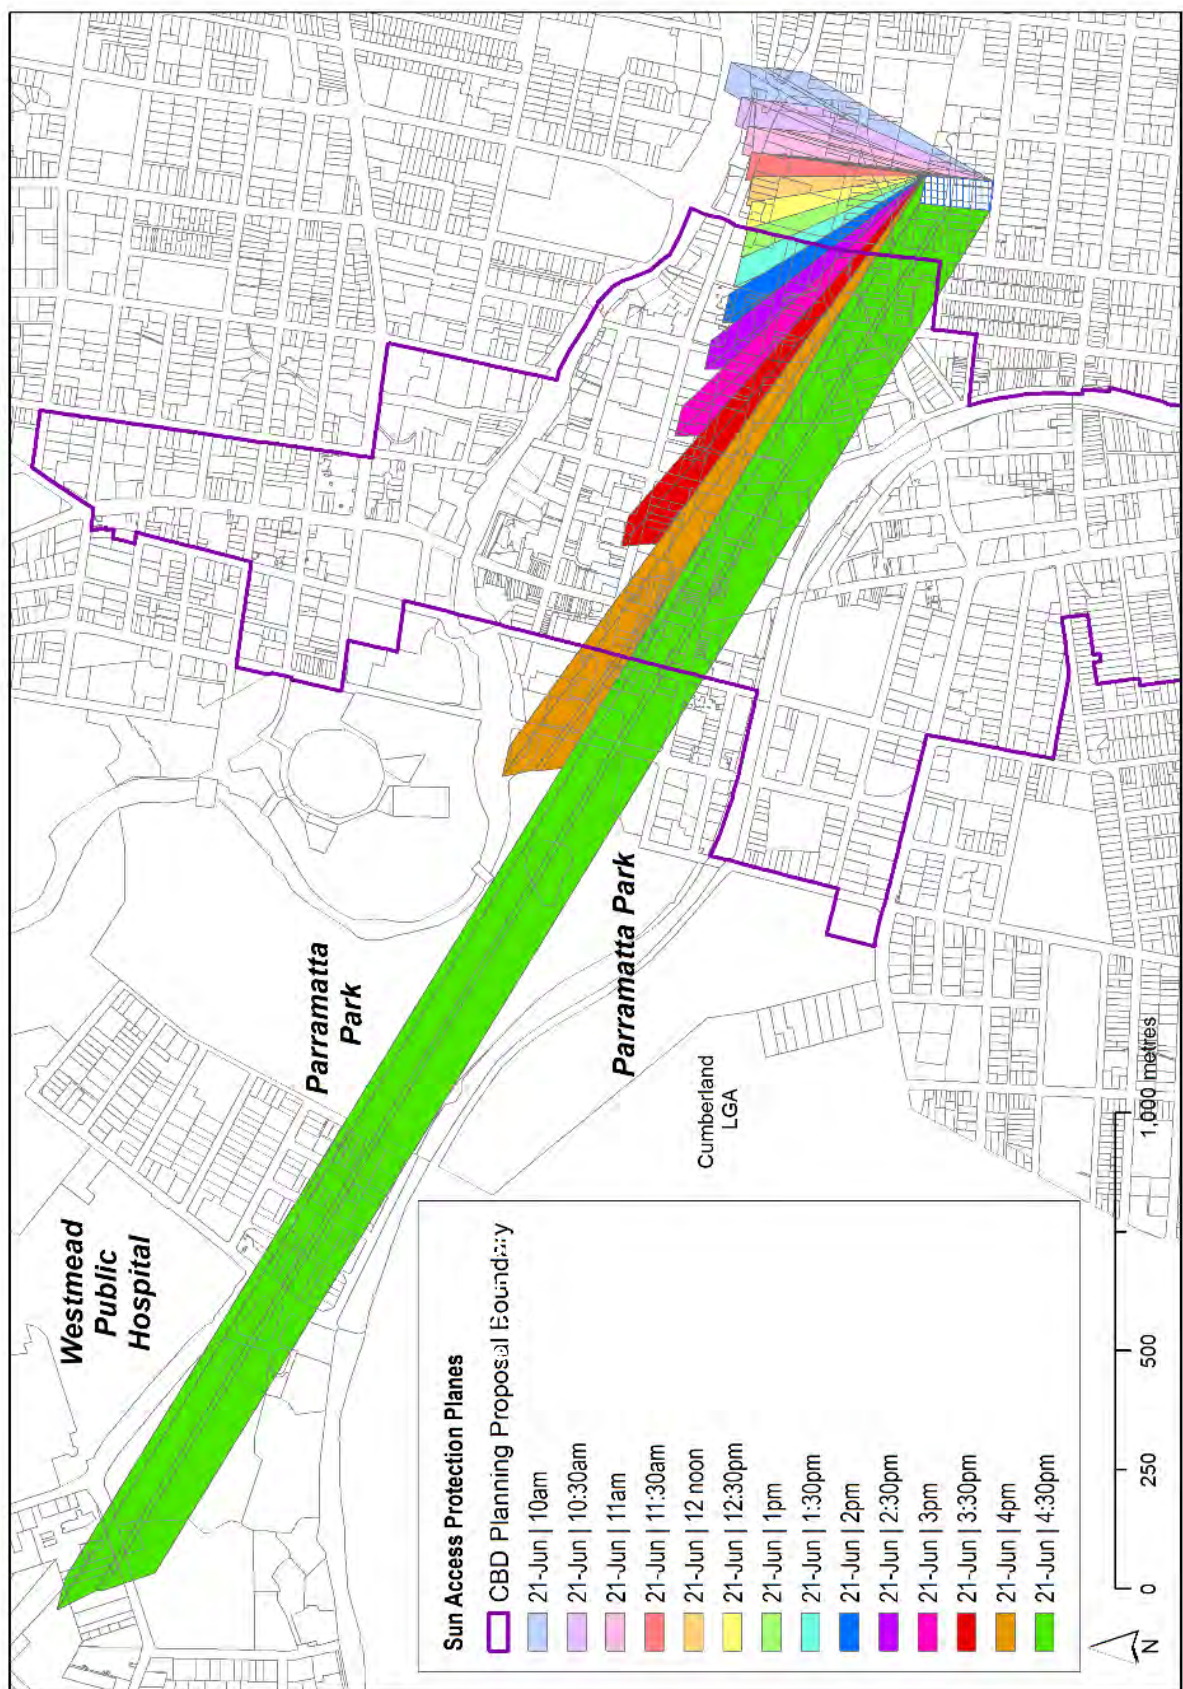 Westmead
Public
Hospital
Parramatta
Park
Parramatta Park
Cumberland
LGA
Sun Access Protection Planes
CBD Planning Proposal Boundary
21-Jun | 10am
21-Jun | 10:30am
21-Jun | 11am
21-Jun | 11:30am
21-Jun | 12 noon
21-Jun | 12:30pm
21-Jun | 1pm
21-Jun | 1:30pm
21-Jun | 2pm
21-Jun | 2:30pm
21-Jun | 3pm
21-Jun | 3:30pm
21-Jun | 4pm
21-Jun | 4:30pm
N
0 250 500 1,000 metres